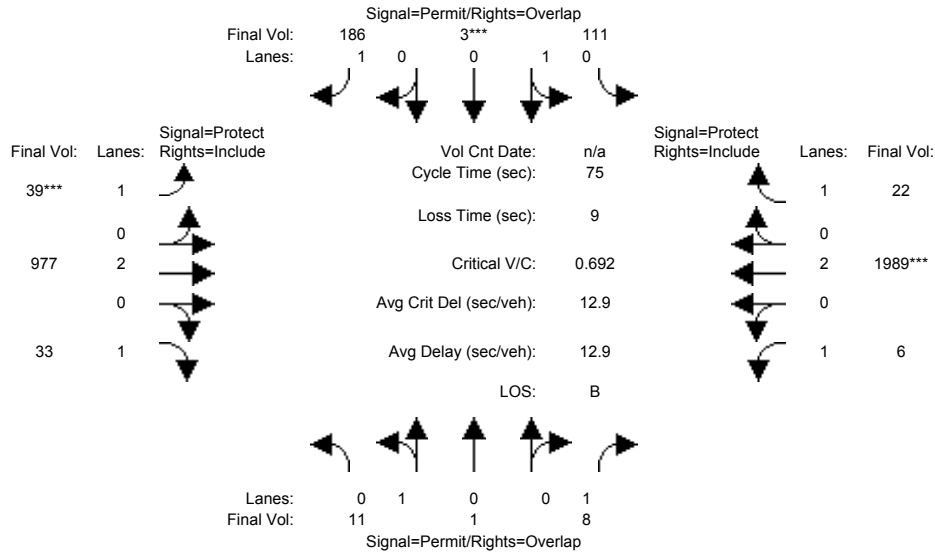 Signal=Permit/Rights=Overlap
Final Vol: 186 3*** 111
Lanes: 1 0 0 1 0
Signal=Protect Signal=Protect
Final Vol: Lanes: Rights=Include Vol Cnt Date: n/a Rights=Include Lanes: Final Vol:
Cycle Time (sec): 75
39*** 1 1 22
Loss Time (sec): 9
0 0
977 2 Critical V/C: 0.692 2 1989***
0 Avg Crit Del (sec/veh): 12.9 0
33 1 Avg Delay (sec/veh): 12.9 1 6
LOS: B
Lanes: 0 1 0 0 1
Final Vol: 11 1 8
Signal=Permit/Rights=Overlap